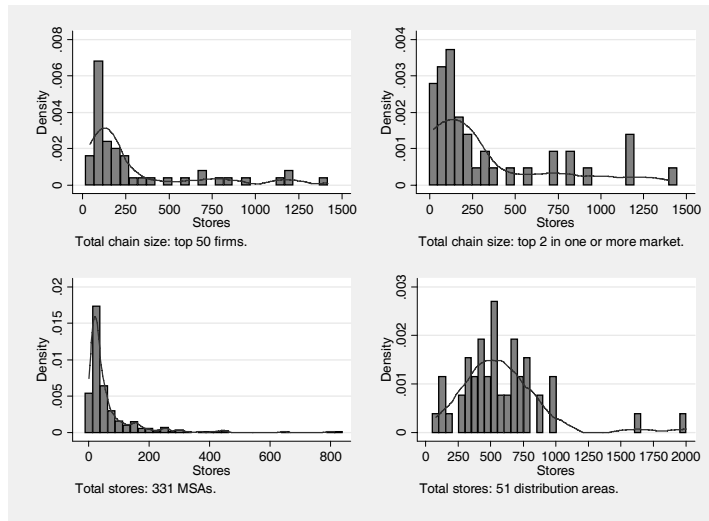 .008
.006
.004
.002
0
Density
0 250 500 750 1000 1250 1500
Stores
Total chain size: top 50 firms.
.004
.003
.002
.001
0
Density
0 500 1000 1500
Stores
Total chain size: top 2 in one or more market.
.02
.015
.01
.005
0
Density
0 200 400 600 800
Stores
Total stores: 331 MSAs.
.003
.002
.001
0
Density
0 250 500 750 1000 1250 1500 1750 2000
Stores
Total stores: 51 distribution areas.